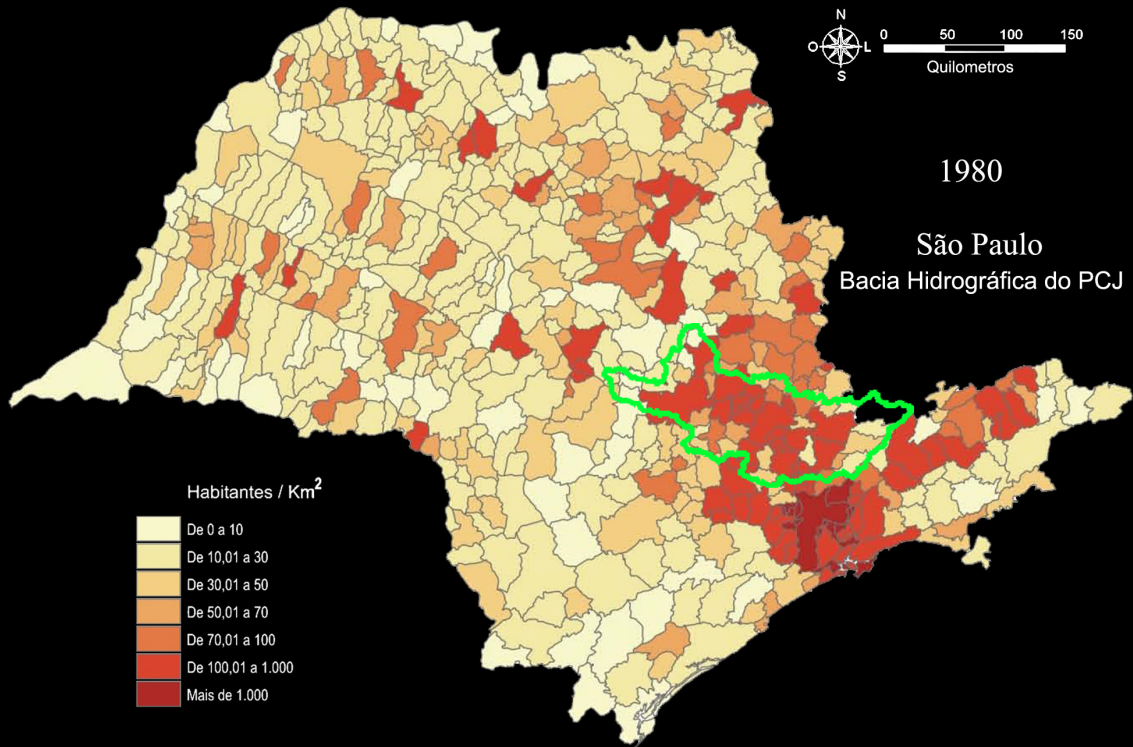 N
O L
S
0 50 100 150
Quilometros
1980
São Paulo
Bacia Hidrográfica do PCJ
Habitantes / Km²
De 0 a 10
De 10,01 a 30
De 30,01 a 50
De 50,01 a 70
De 70,01 a 100
De 100,01 a 1.000
Mais de 1.000